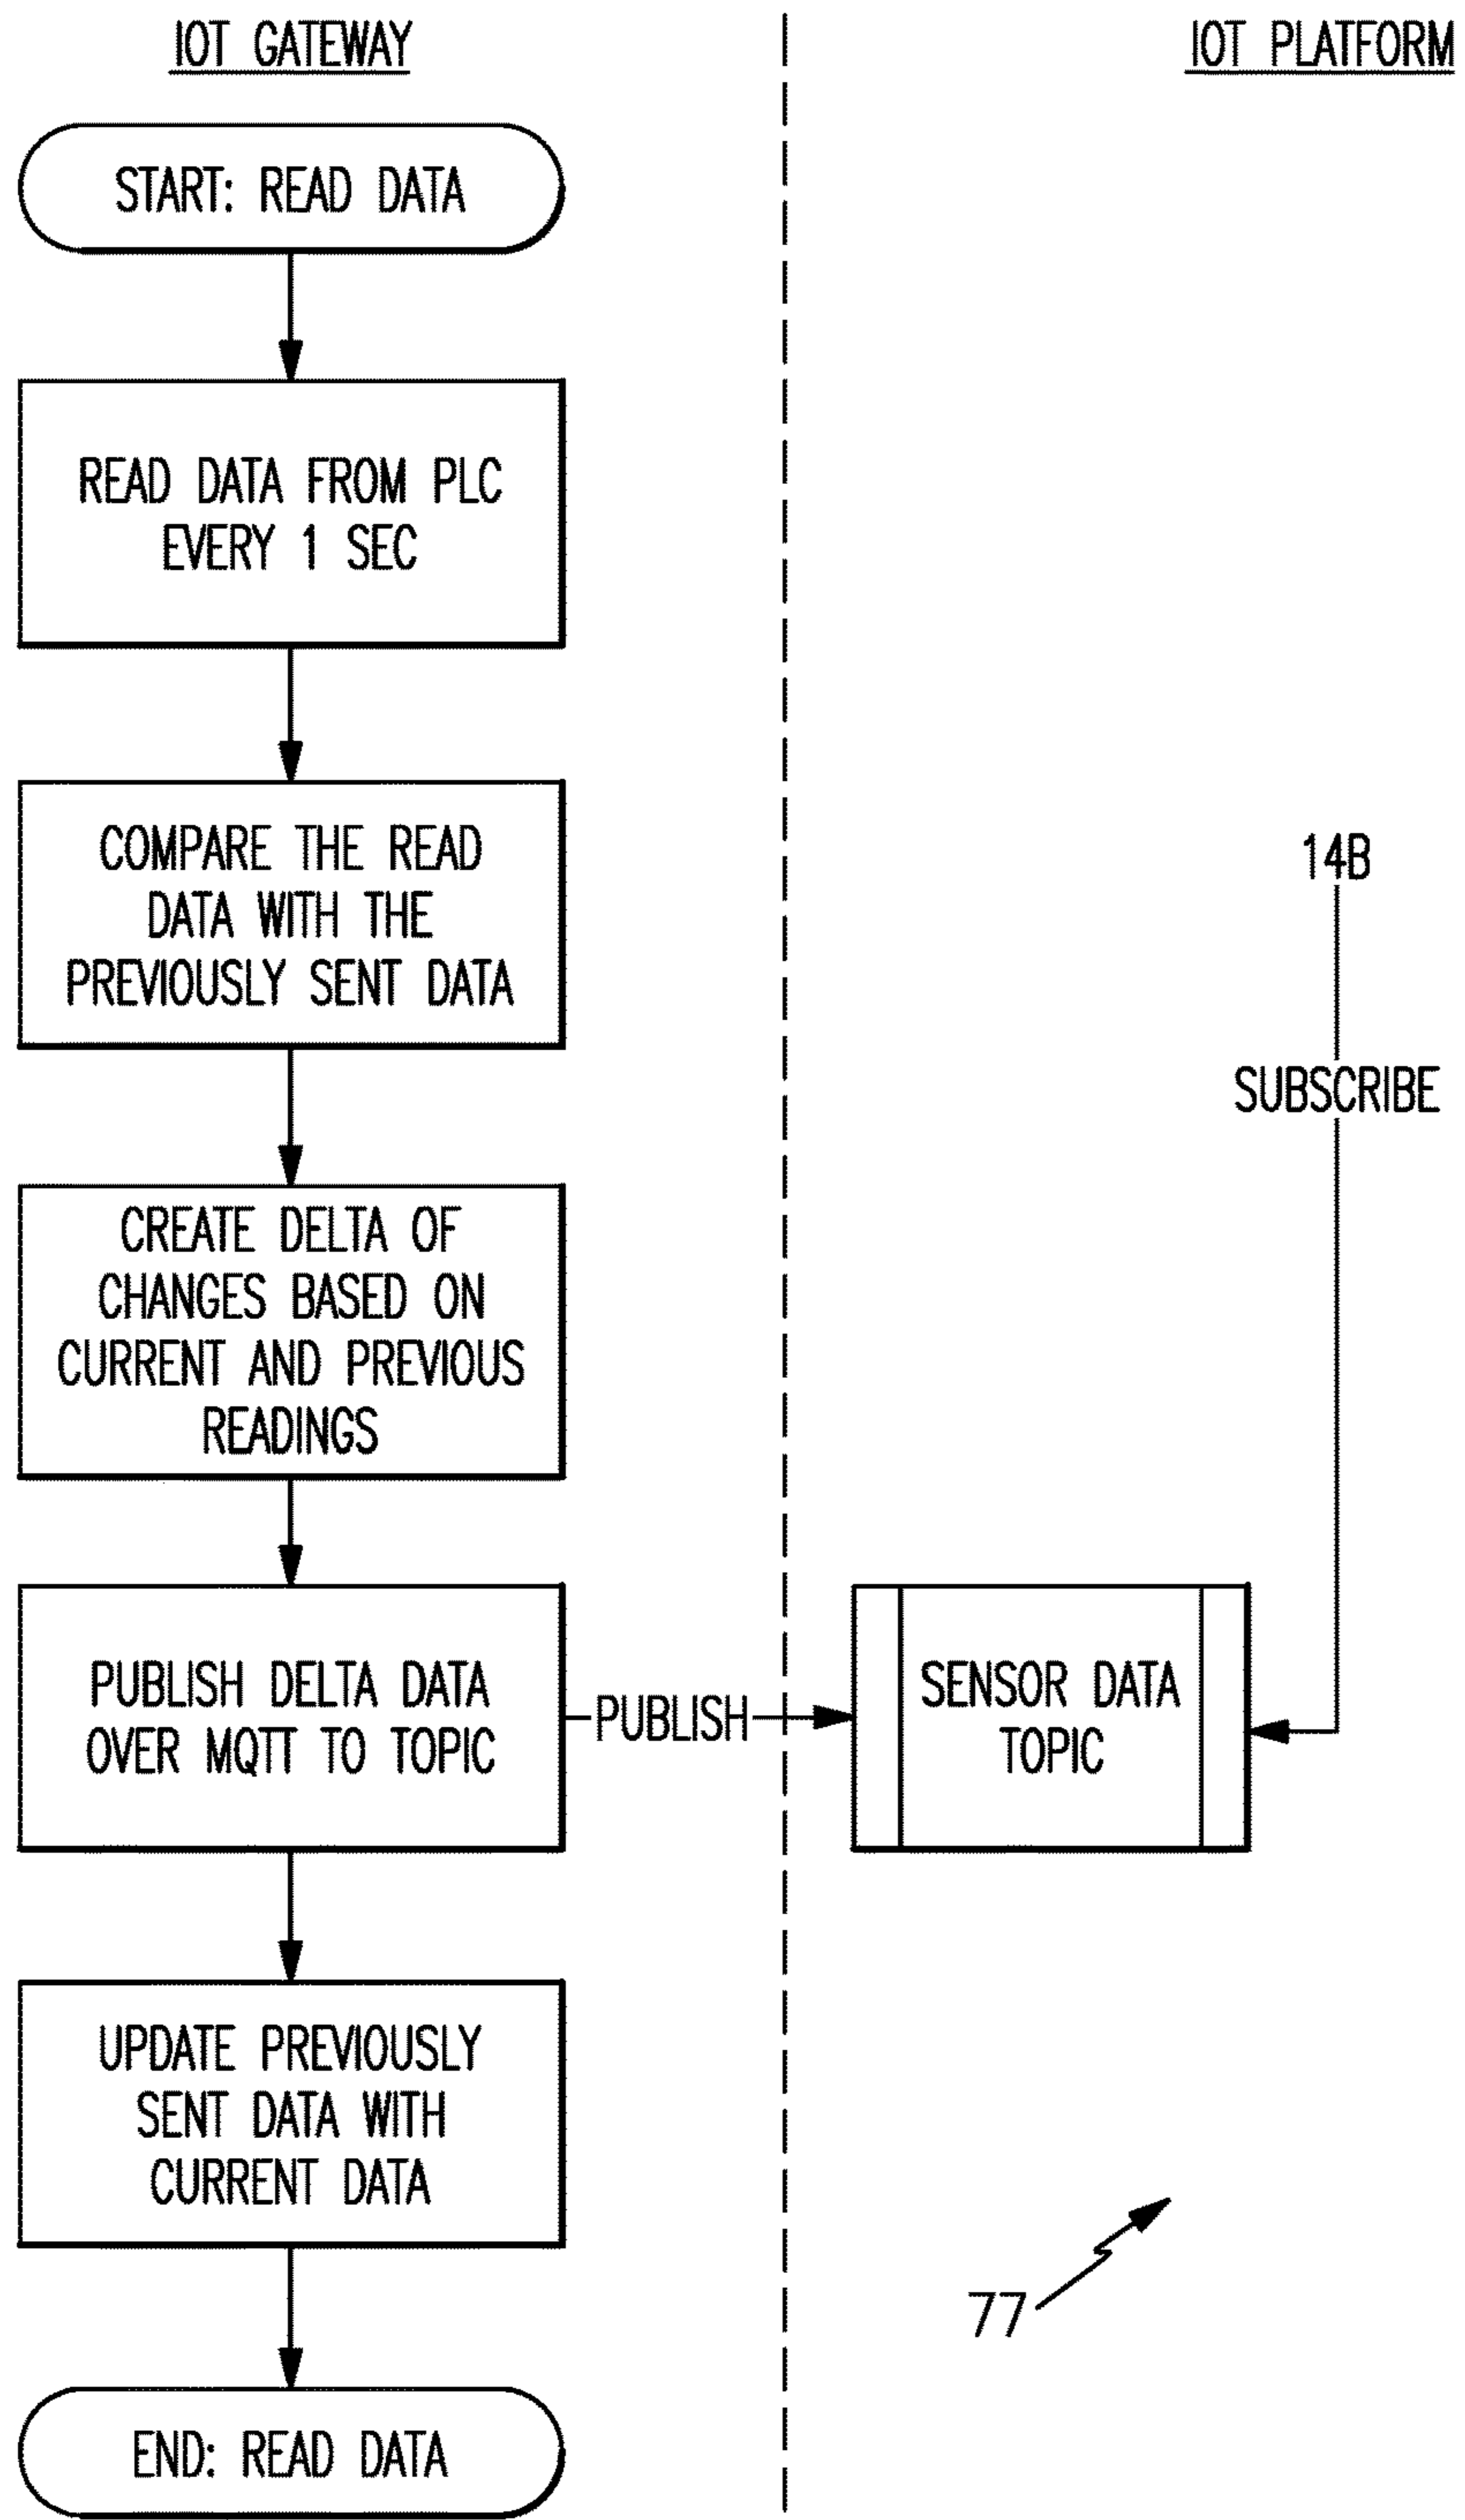 IOT GATEWAY
IOT PLATFORM
START: READ DATA
READ DATA FROM PLC
EVERY 1 SEC
COMPARE THE READ
DATA WITH THE
PREVIOUSLY SENT DATA
CREATE DELTA OF
CHANGES BASED ON
CURRENT AND PREVIOUS
READINGS
PUBLISH DELTA DATA
OVER MQTT TO TOPIC
PUBLISH
14B
SUBSCRIBE
SENSOR DATA
TOPIC
UPDATE PREVIOUSLY
SENT DATA WITH
CURRENT DATA
77
END: READ DATA